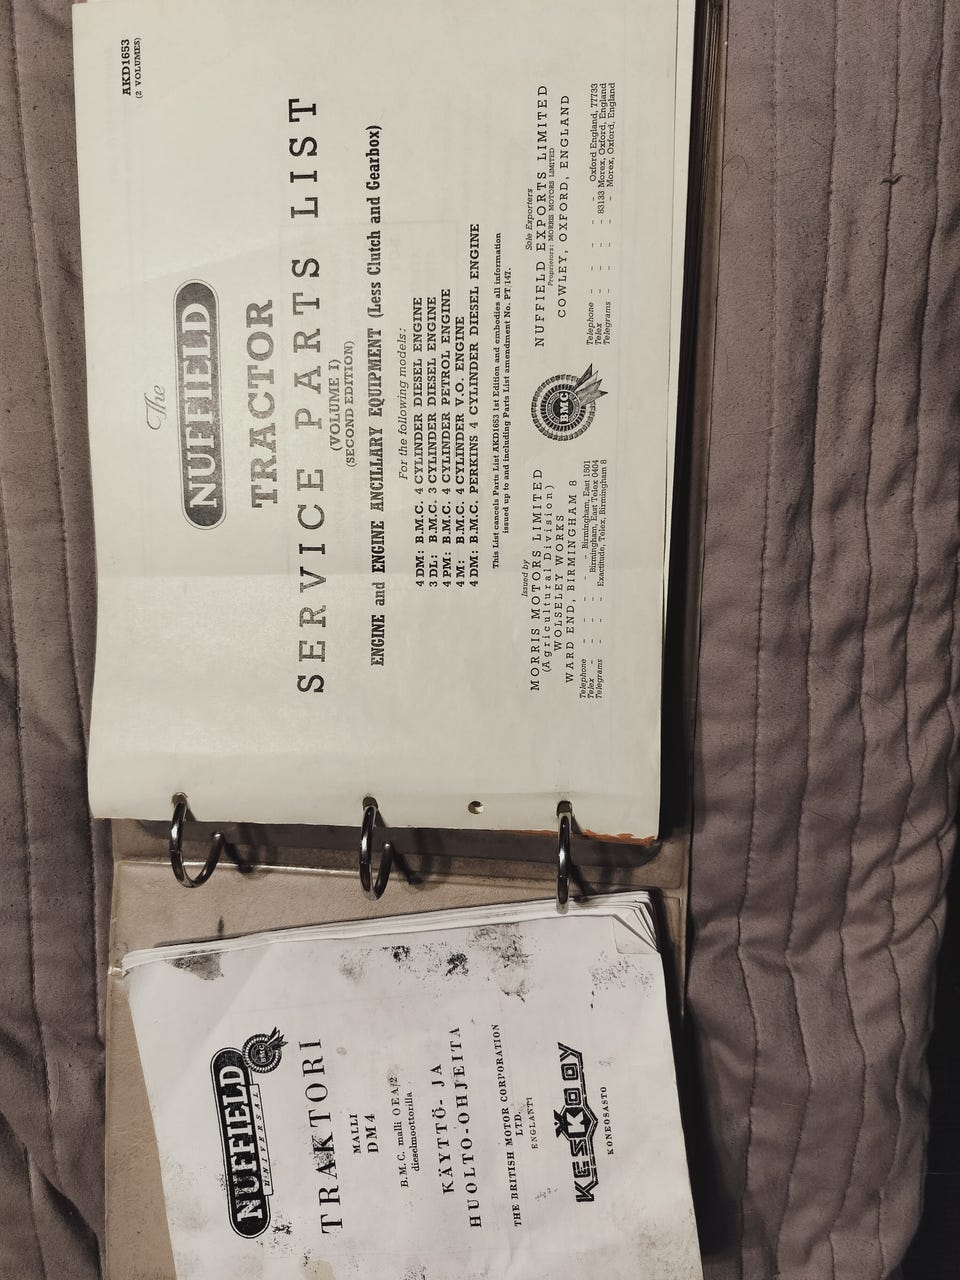 AKD1653
(2 VOLUMES)
The
NUFFIELD
TRACTOR
SERVICE PARTS LIST
(VOLUME I)
(SECOND EDITION)
ENGINE and ENGINE ANCILLARY EQUIPMENT (Less Clutch and Gearbox)
For the following models:
4 DM: B.M.C. 4 CYLINDER DIESEL ENGINE
3 DL: B.M.C. 3 CYLINDER DIESEL ENGINE
4 PM: B.M.C. 4 CYLINDER PETROL ENGINE
4 M: B.M.C. 4 CYLINDER V.O. ENGINE
4 DM: B.M.C. PERKINS 4 CYLINDER DIESEL ENGINE
This List cancels Parts List AKD1653 1st Edition and embodies all information
issued up to and including Parts List amendment No. PT/147.
Issued by
MORRIS MOTORS LIMITED
(Agricultural Division)
WOLSELEY WORKS
WARD END, BIRMINGHAM 8
Telephone - - - - Birmingham, East 1801
Telex - - - - Birmingham, East Telex 0404
Telegrams - - - Exactitude, Telex, Birmingham 8
BMC
Sole Exporters
NUFFIELD EXPORTS LIMITED
Proprietors: MORRIS MOTORS LIMITED
COWLEY, OXFORD, ENGLAND
Telephone - - - - - Oxford England, 77733
Telex - - - - 83133 Morex, Oxford, England
Telegrams - - - - - Morex, Oxford, England
NUFFIELD
UNIVERSAL
BMC
TRAKTORI
MALLI
DM 4
B.M.C. malli OEA/2
dieselmoottorilla
KÄYTTÖ- JA
HUOLTO-OHJEITA
THE BRITISH MOTOR CORPORATION
LTD.
ENGLANTI
KESKO OY
KONEOSASTO